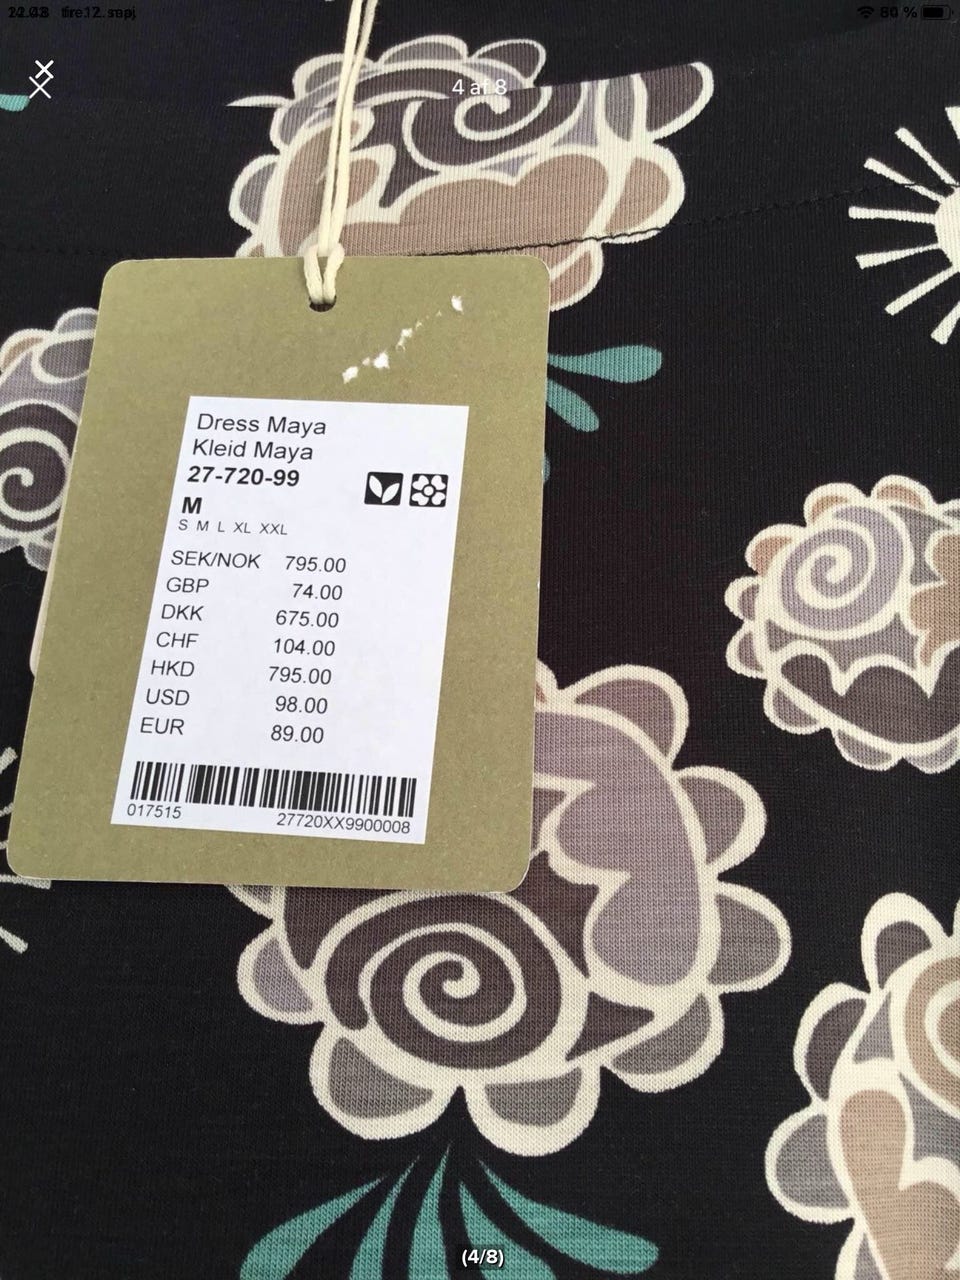 80 %
4 af 8
Dress Maya
Kleid Maya
27-720-99
M
S M L XL XXL
SEK/NOK 795.00
GBP 74.00
DKK 675.00
CHF 104.00
HKD 795.00
USD 98.00
EUR 89.00
017515 27720XX9900008
(4/8)